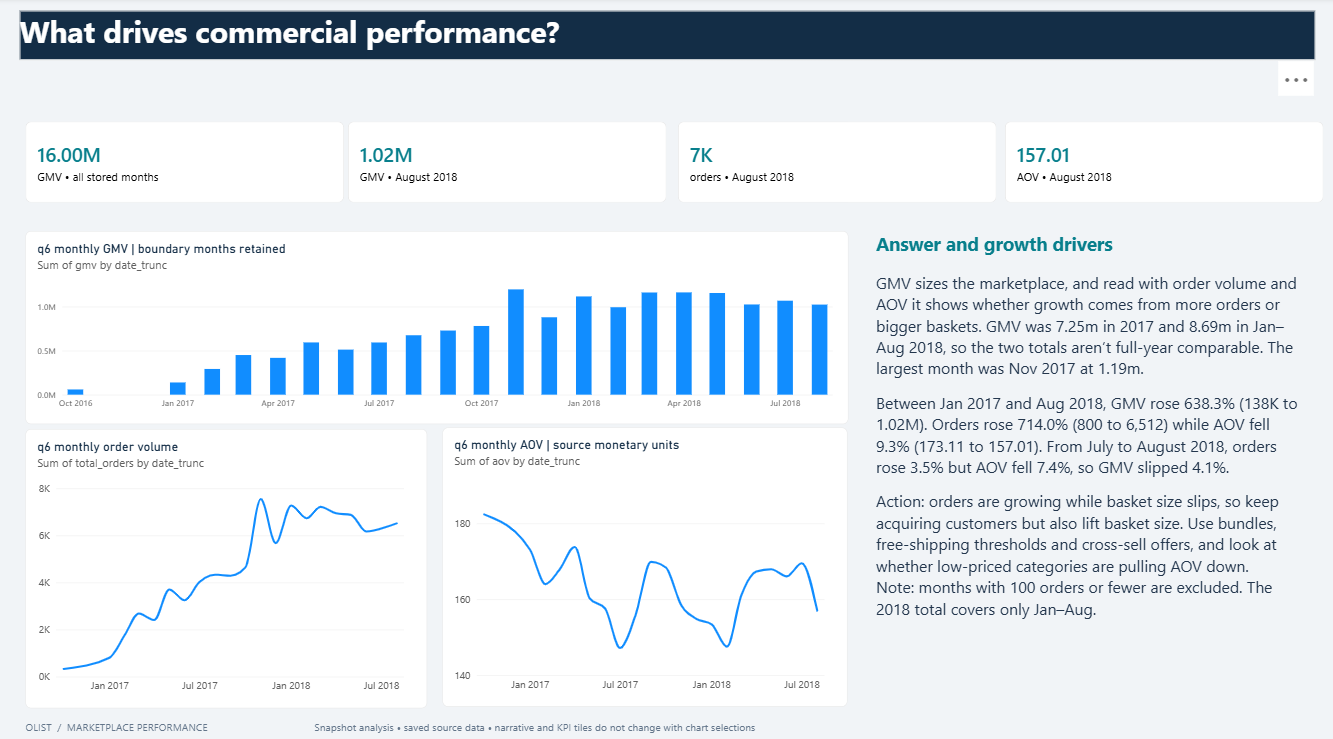 What drives commercial performance?
16.00M
GMV • all stored months
1.02M
GMV • August 2018
7K
orders • August 2018
157.01
AOV • August 2018
q6 monthly GMV | boundary months retained
Sum of gmv by date_trunc
1.0M
0.5M
0.0M
Oct 2016
Jan 2017
Apr 2017
Jul 2017
Oct 2017
Jan 2018
Apr 2018
Jul 2018
q6 monthly order volume
Sum of total_orders by date_trunc
8K
6K
4K
2K
0K
Jan 2017
Jul 2017
Jan 2018
Jul 2018
q6 monthly AOV | source monetary units
Sum of aov by date_trunc
180
160
140
Jan 2017
Jul 2017
Jan 2018
Jul 2018
Answer and growth drivers
GMV sizes the marketplace, and read with order volume and
AOV it shows whether growth comes from more orders or
bigger baskets. GMV was 7.25m in 2017 and 8.69m in Jan–
Aug 2018, so the two totals aren't full-year comparable. The
largest month was Nov 2017 at 1.19m.
Between Jan 2017 and Aug 2018, GMV rose 638.3% (138K to
1.02M). Orders rose 714.0% (800 to 6,512) while AOV fell
9.3% (173.11 to 157.01). From July to August 2018, orders
rose 3.5% but AOV fell 7.4%, so GMV slipped 4.1%.
Action: orders are growing while basket size slips, so keep
acquiring customers but also lift basket size. Use bundles,
free-shipping thresholds and cross-sell offers, and look at
whether low-priced categories are pulling AOV down.
Note: months with 100 orders or fewer are excluded. The
2018 total covers only Jan–Aug.
OLIST / MARKETPLACE PERFORMANCE
Snapshot analysis • saved source data • narrative and KPI tiles do not change with chart selections